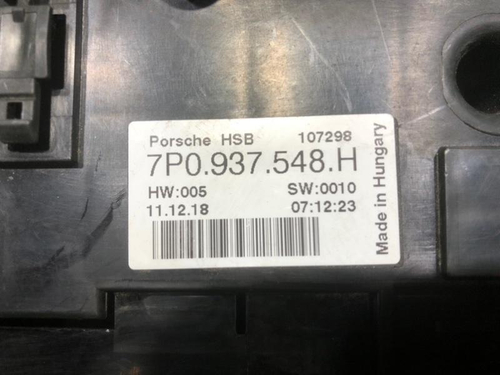 Porsche HSB 107298
7P0.937.548.H
HW:005 SW:0010
11.12.18 07:12:23
Made in Hungary